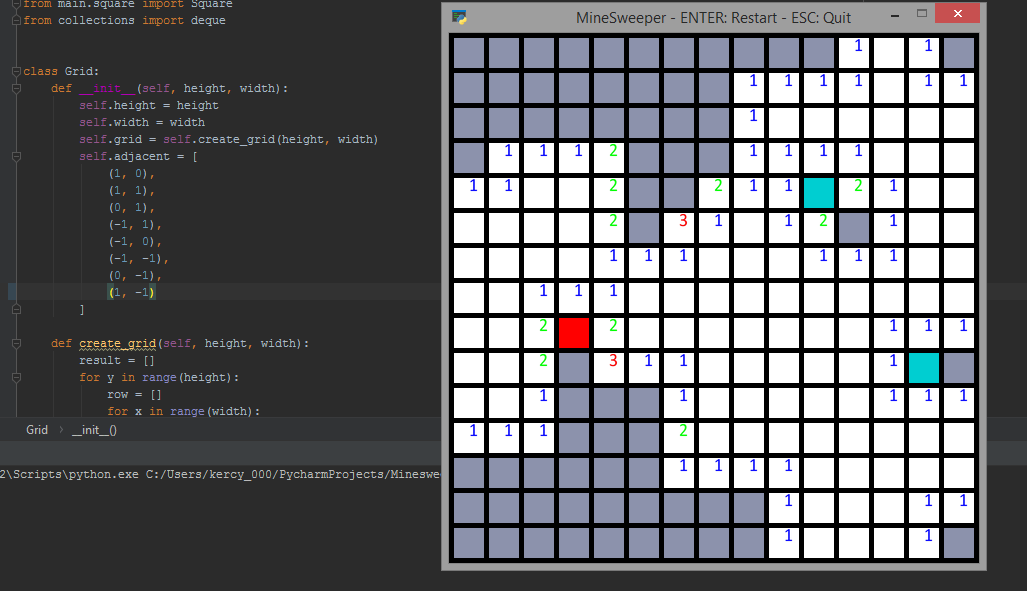 from main.square import Square
from collections import deque
class Grid:
def __init__(self, height, width):
self.height = height
self.width = width
self.grid = self.create_grid(height, width)
self.adjacent = [
(1, 0),
(1, 1),
(0, 1),
(-1, 1),
(-1, 0),
(-1, -1),
(0, -1),
(1, -1)
]
def create_grid(self, height, width):
result = []
for y in range(height):
row = []
for x in range(width):
Grid › __init__()
2\Scripts\python.exe C:/Users/kercy_000/PycharmProjects/Mineswe
MineSweeper - ENTER: Restart - ESC: Quit
1 1
1 1 1 1 1 1
1
1 1 1 2 1 1 1 1
1 1 2 2 1 1 2 1
2 3 1 1 2 1
1 1 1 1 1 1
1 1 1
2 2 1 1 1
2 3 1 1 1
1 1 1 1 1
1 1 1 2
1 1 1 1
1 1 1
1 1